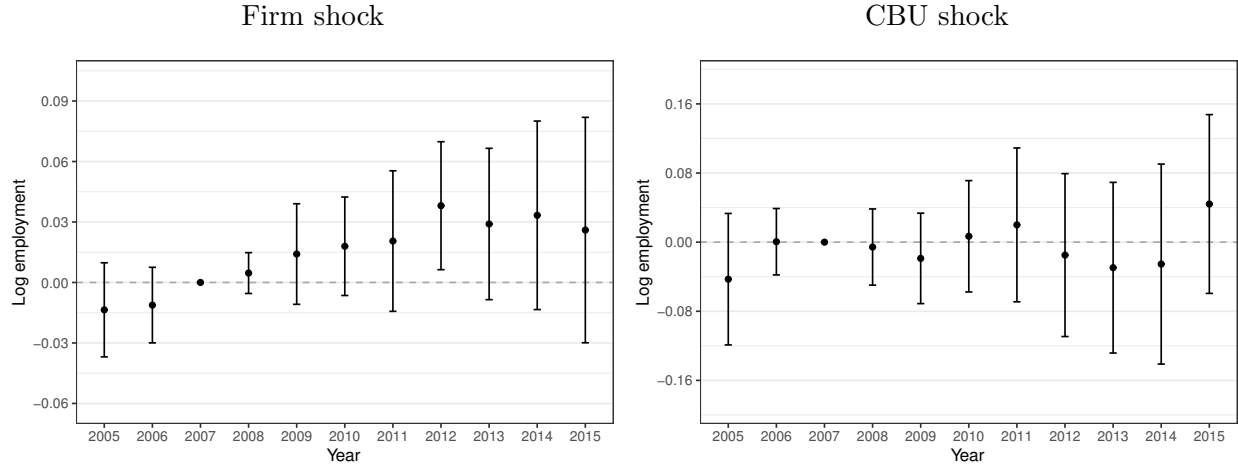 Firm shock
CBU shock
Log employment
0.09
0.06
0.03
0.00
−0.03
−0.06
2005 2006 2007 2008 2009 2010 2011 2012 2013 2014 2015
Year
Log employment
0.16
0.08
0.00
−0.08
−0.16
2005 2006 2007 2008 2009 2010 2011 2012 2013 2014 2015
Year